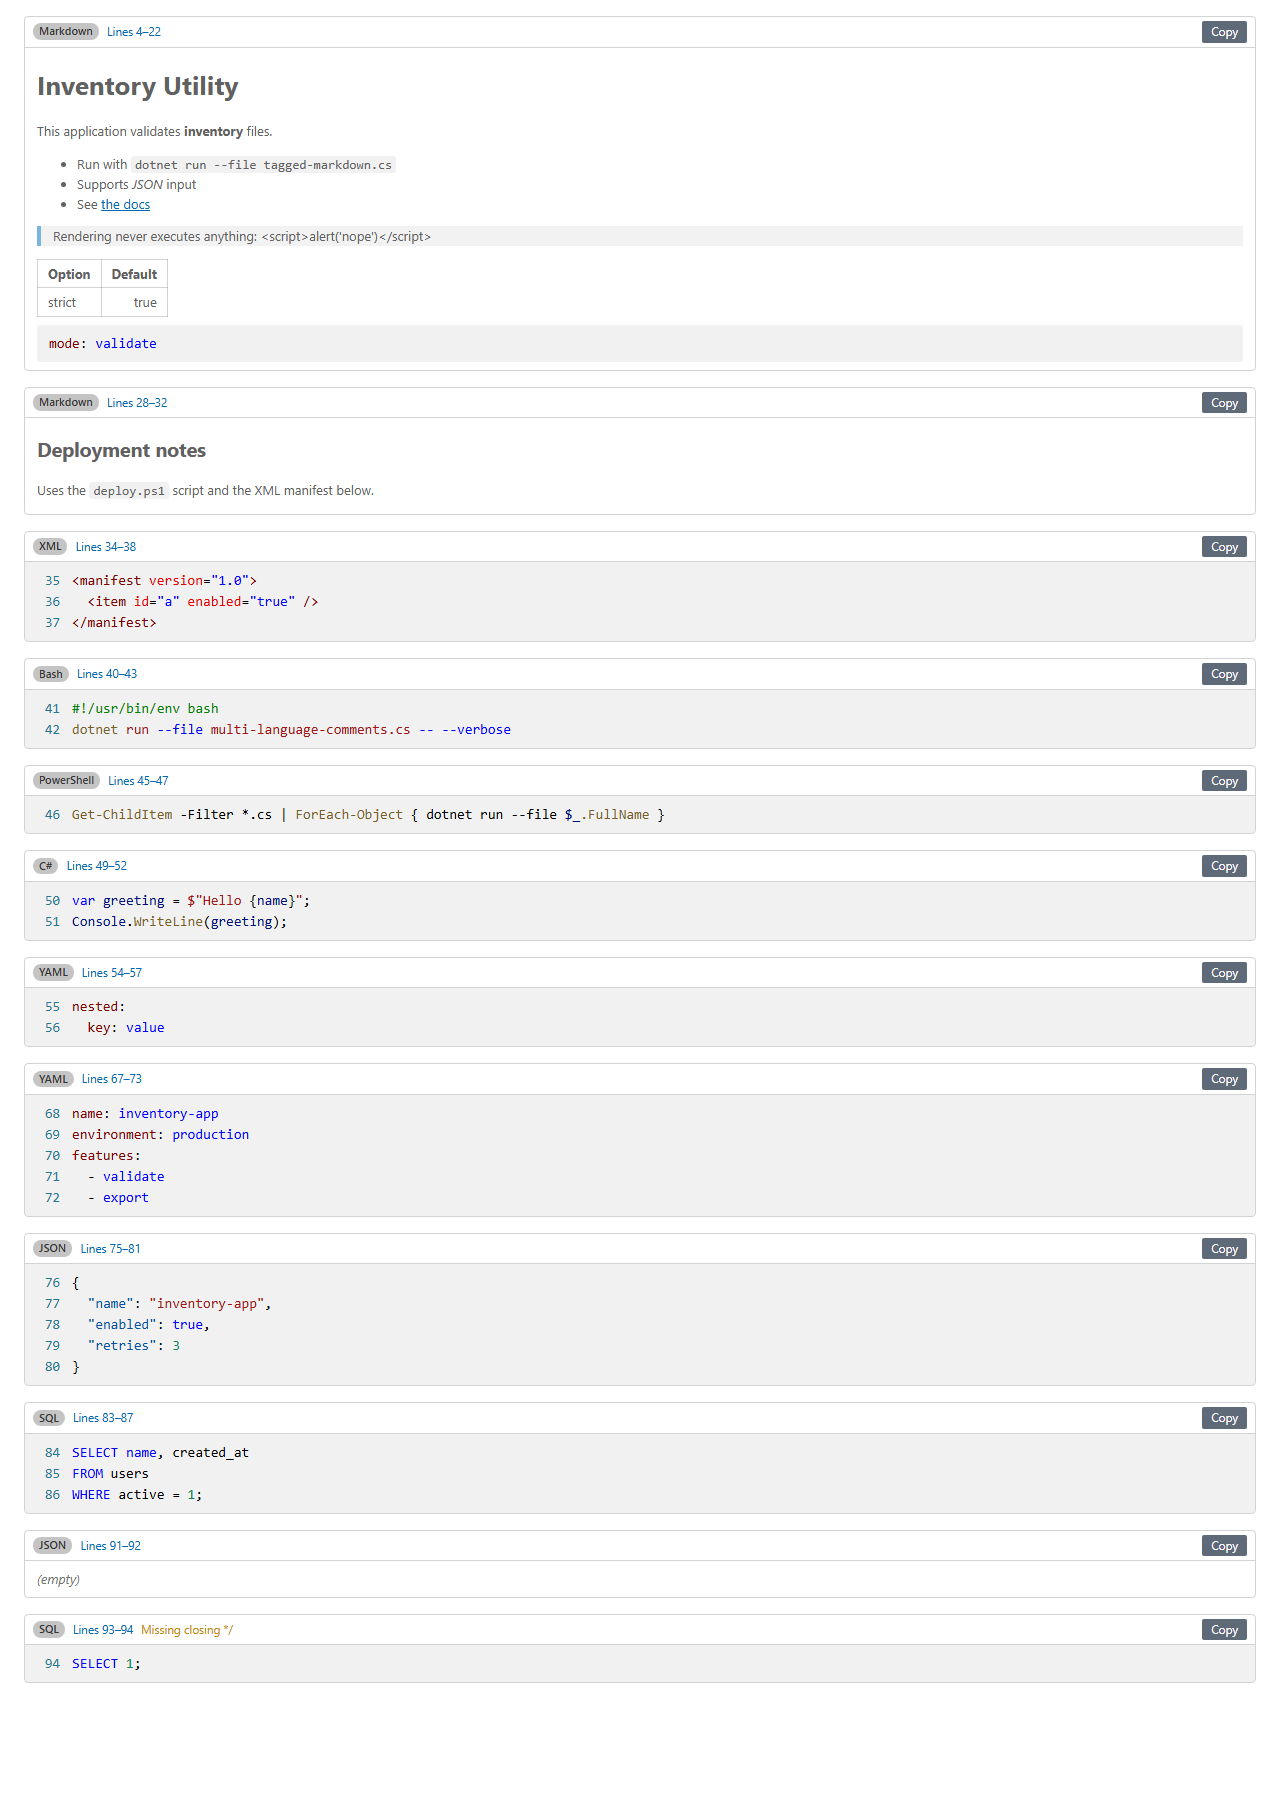 Markdown Lines 4–22 Copy
Inventory Utility
This application validates inventory files.
• Run with dotnet run --file tagged-markdown.cs
• Supports JSON input
• See the docs
Rendering never executes anything: <script>alert('nope')</script>
Option Default
strict true
mode: validate
Markdown Lines 28–32 Copy
Deployment notes
Uses the deploy.ps1 script and the XML manifest below.
XML Lines 34–38 Copy
35 <manifest version="1.0">
36   <item id="a" enabled="true" />
37 </manifest>
Bash Lines 40–43 Copy
41 #!/usr/bin/env bash
42 dotnet run --file multi-language-comments.cs -- --verbose
PowerShell Lines 45–47 Copy
46 Get-ChildItem -Filter *.cs | ForEach-Object { dotnet run --file $_.FullName }
C# Lines 49–52 Copy
50 var greeting = $"Hello {name}";
51 Console.WriteLine(greeting);
YAML Lines 54–57 Copy
55 nested:
56   key: value
YAML Lines 67–73 Copy
68 name: inventory-app
69 environment: production
70 features:
71   - validate
72   - export
JSON Lines 75–81 Copy
76 {
77   "name": "inventory-app",
78   "enabled": true,
79   "retries": 3
80 }
SQL Lines 83–87 Copy
84 SELECT name, created_at
85 FROM users
86 WHERE active = 1;
JSON Lines 91–92 Copy
(empty)
SQL Lines 93–94 Missing closing */ Copy
94 SELECT 1;